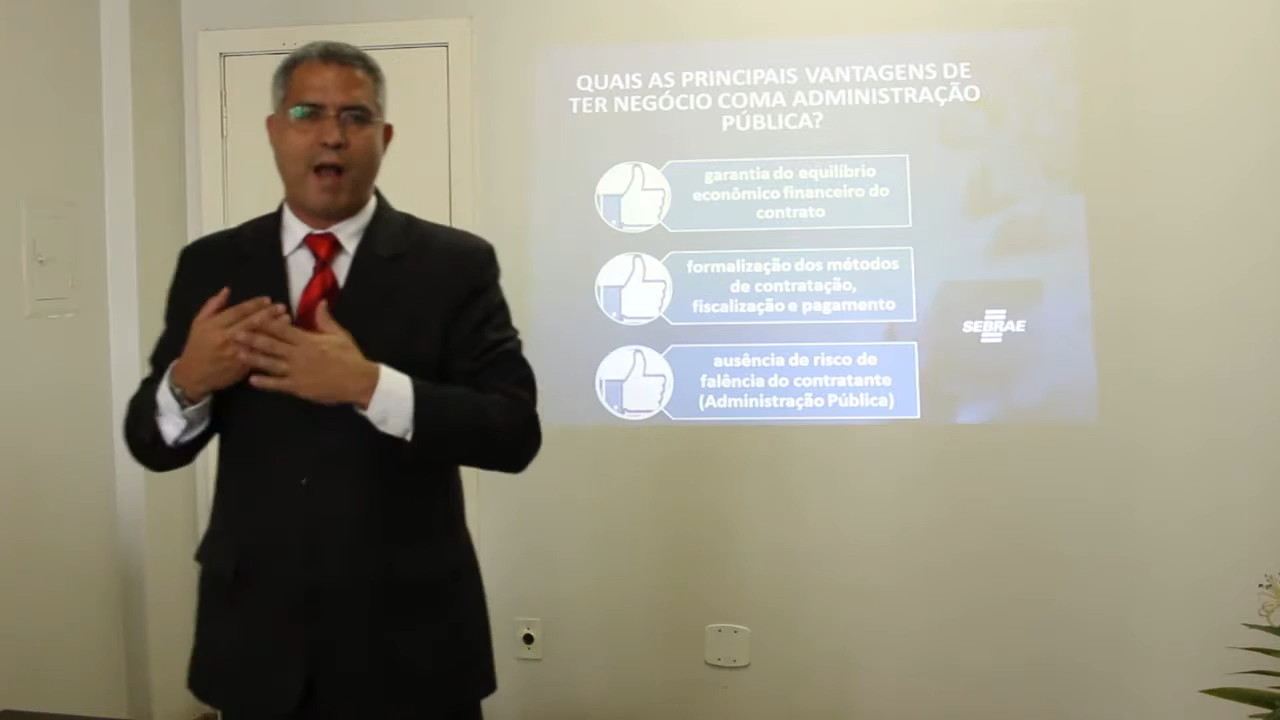 QUAIS AS PRINCIPAIS VANTAGENS DE
TER NEGÓCIO COMA ADMINISTRAÇÃO
PÚBLICA?
garantia do equilíbrio
econômico financeiro do
contrato
formalização dos métodos
de contratação,
fiscalização e pagamento
ausência de risco de
falência do contratante
(Administração Pública)
SEBRAE